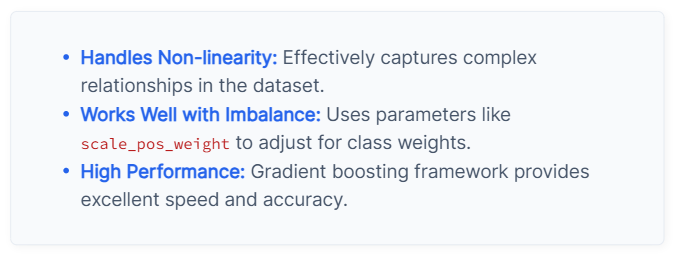 • Handles Non-linearity: Effectively captures complex
relationships in the dataset.
• Works Well with Imbalance: Uses parameters like
scale_pos_weight to adjust for class weights.
• High Performance: Gradient boosting framework provides
excellent speed and accuracy.